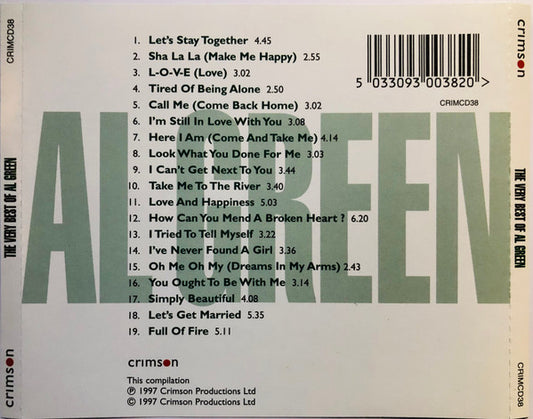 crimson
CRIMCD38
THE VERY BEST OF AL GREEN
crimson
1. Let's Stay Together 4.45
2. Sha La La (Make Me Happy) 2.55
3. L-O-V-E (Love) 3.02
4. Tired Of Being Alone 2.50
5. Call Me (Come Back Home) 3.02
6. I'm Still In Love With You 3.08
7. Here I Am (Come And Take Me) 4.14
8. Look What You Done For Me 3.03
9. I Can't Get Next To You 3.44
10. Take Me To The River 3.40
11. Love And Happiness 5.03
12. How Can You Mend A Broken Heart ? 6.20
13. I Tried To Tell Myself 3.22
14. I've Never Found A Girl 3.36
15. Oh Me Oh My (Dreams In My Arms) 2.43
16. You Ought To Be With Me 3.14
17. Simply Beautiful 4.08
18. Let's Get Married 5.35
19. Full Of Fire 5.11
AL GREEN
5 033093 003820 >
CRIMCD38
crimson
This compilation
℗ 1997 Crimson Productions Ltd
© 1997 Crimson Productions Ltd
crimson
THE VERY BEST OF AL GREEN
CRIMCD38